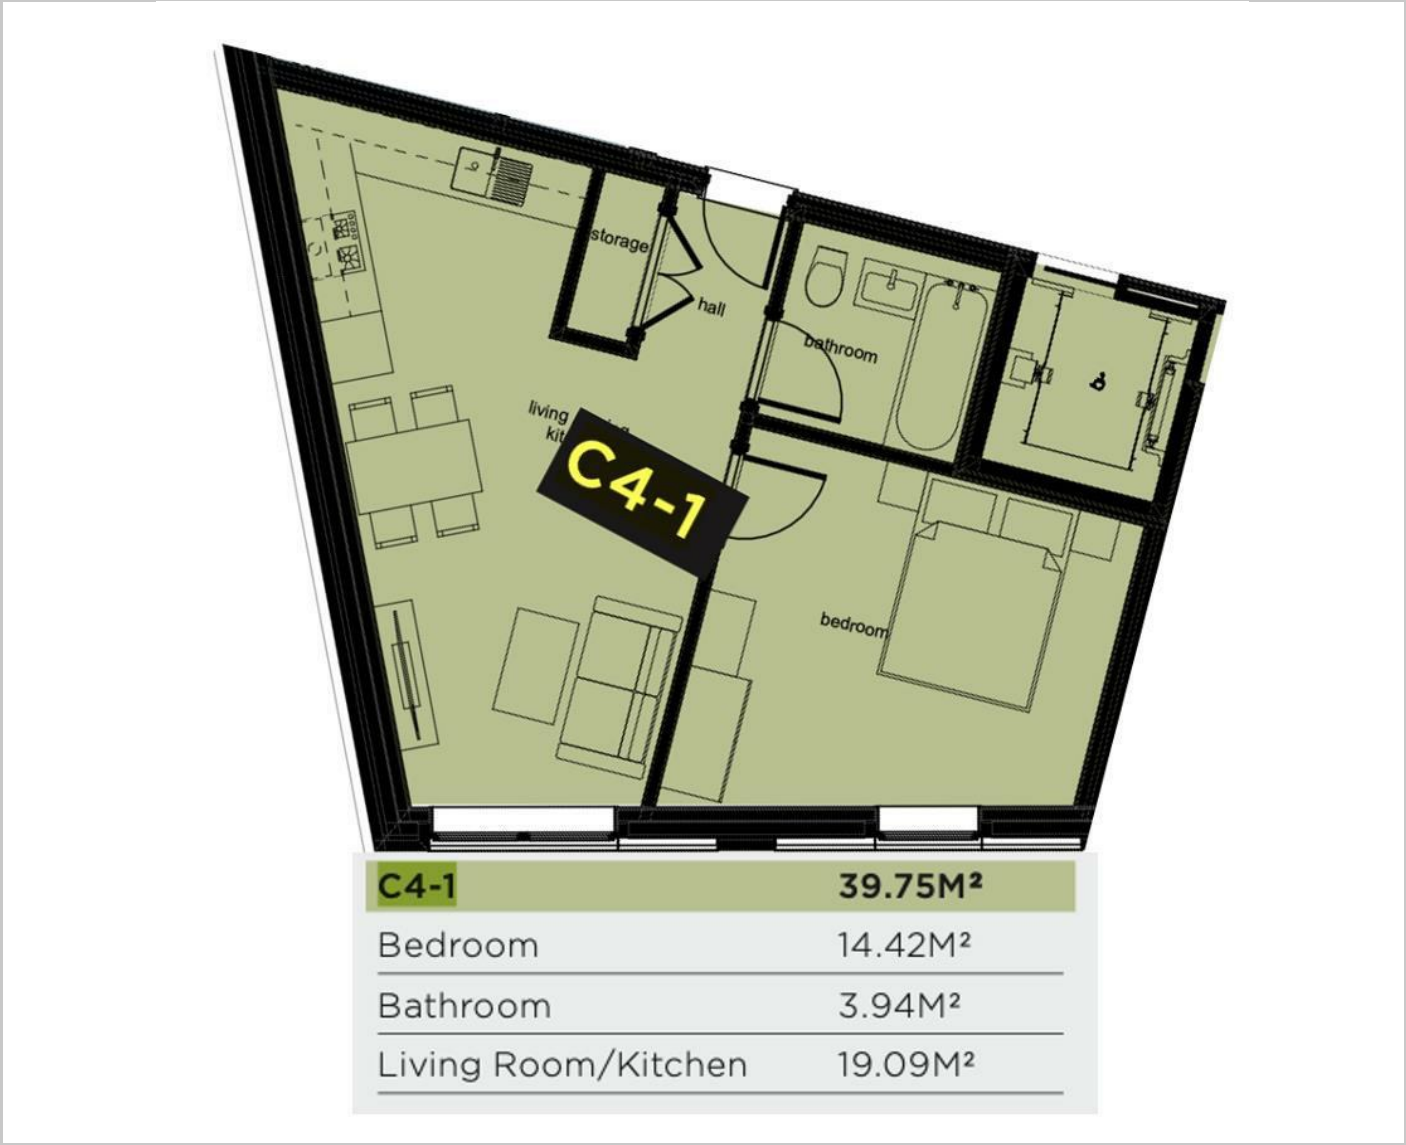 storage
hall
bathroom
living
kit
C4-1
bedroom
C4-1 39.75M²
Bedroom 14.42M²
Bathroom 3.94M²
Living Room/Kitchen 19.09M²